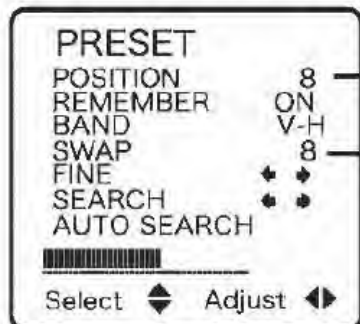 PRESET
POSITION 8
REMEMBER ON
BAND V-H
SWAP 8
FINE
SEARCH
AUTO SEARCH
Select Adjust